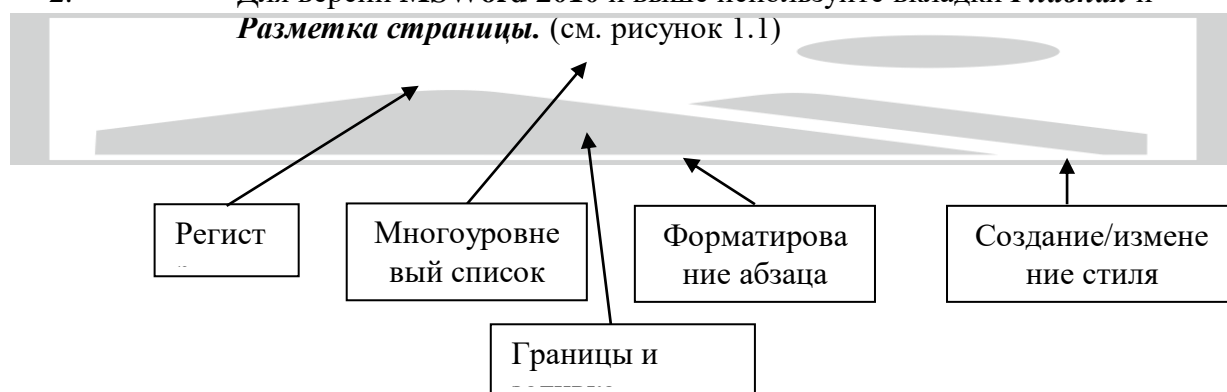 2. Для версии MSWord 2010 и выше используйте вкладки Главная и
Разметка страницы. (см. рисунок 1.1)
Регист
Многоуровне
вый список
Форматирова
ние абзаца
Создание/измене
ние стиля
Границы и